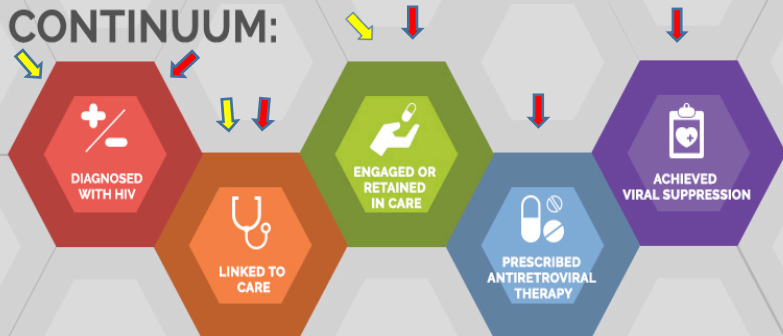 CONTINUUM:
DIAGNOSED
WITH HIV
LINKED TO
CARE
ENGAGED OR
RETAINED
IN CARE
PRESCRIBED
ANTIRETROVIRAL
THERAPY
ACHIEVED
VIRAL SUPPRESSION